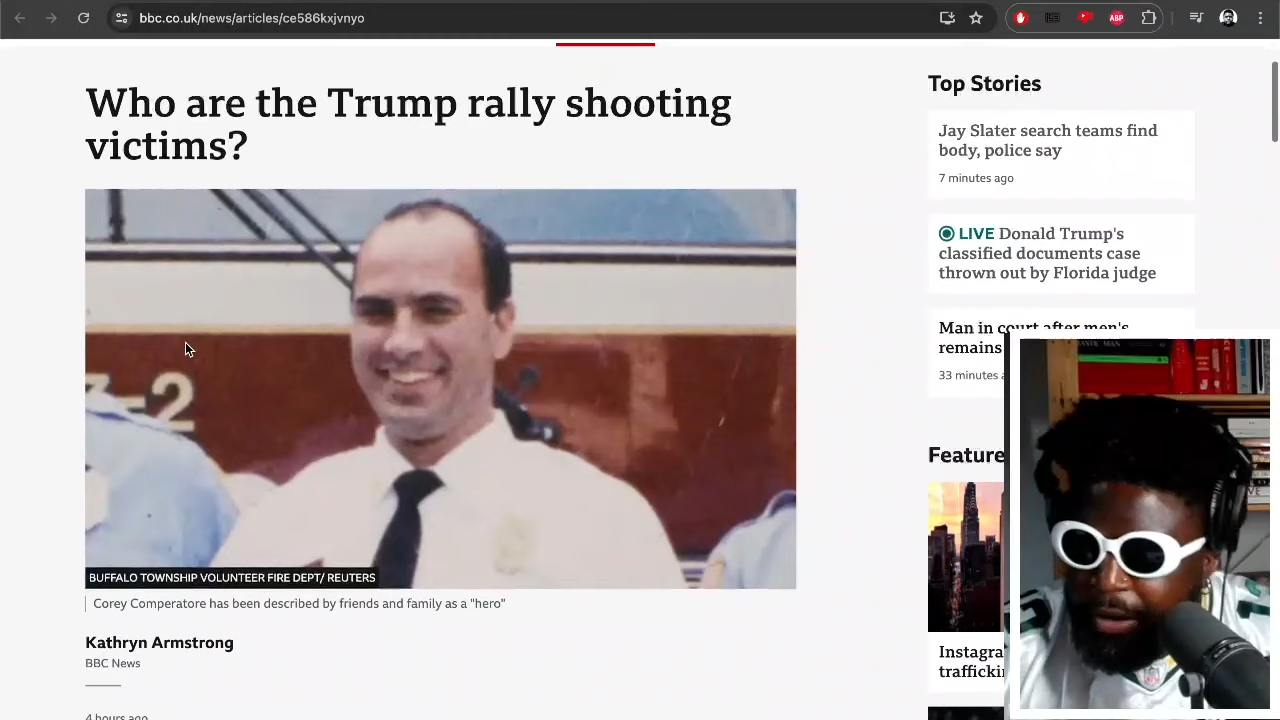 bbc.co.uk/news/articles/ce586kxjvnyo
ABP
Who are the Trump rally shooting
victims?
BUFFALO TOWNSHIP VOLUNTEER FIRE DEPT/ REUTERS
Corey Comperatore has been described by friends and family as a "hero"
Kathryn Armstrong
BBC News
4 hours ago
Top Stories
Jay Slater search teams find
body, police say
7 minutes ago
LIVE Donald Trump's
classified documents case
thrown out by Florida judge
Man in court after men's
remains
33 minutes